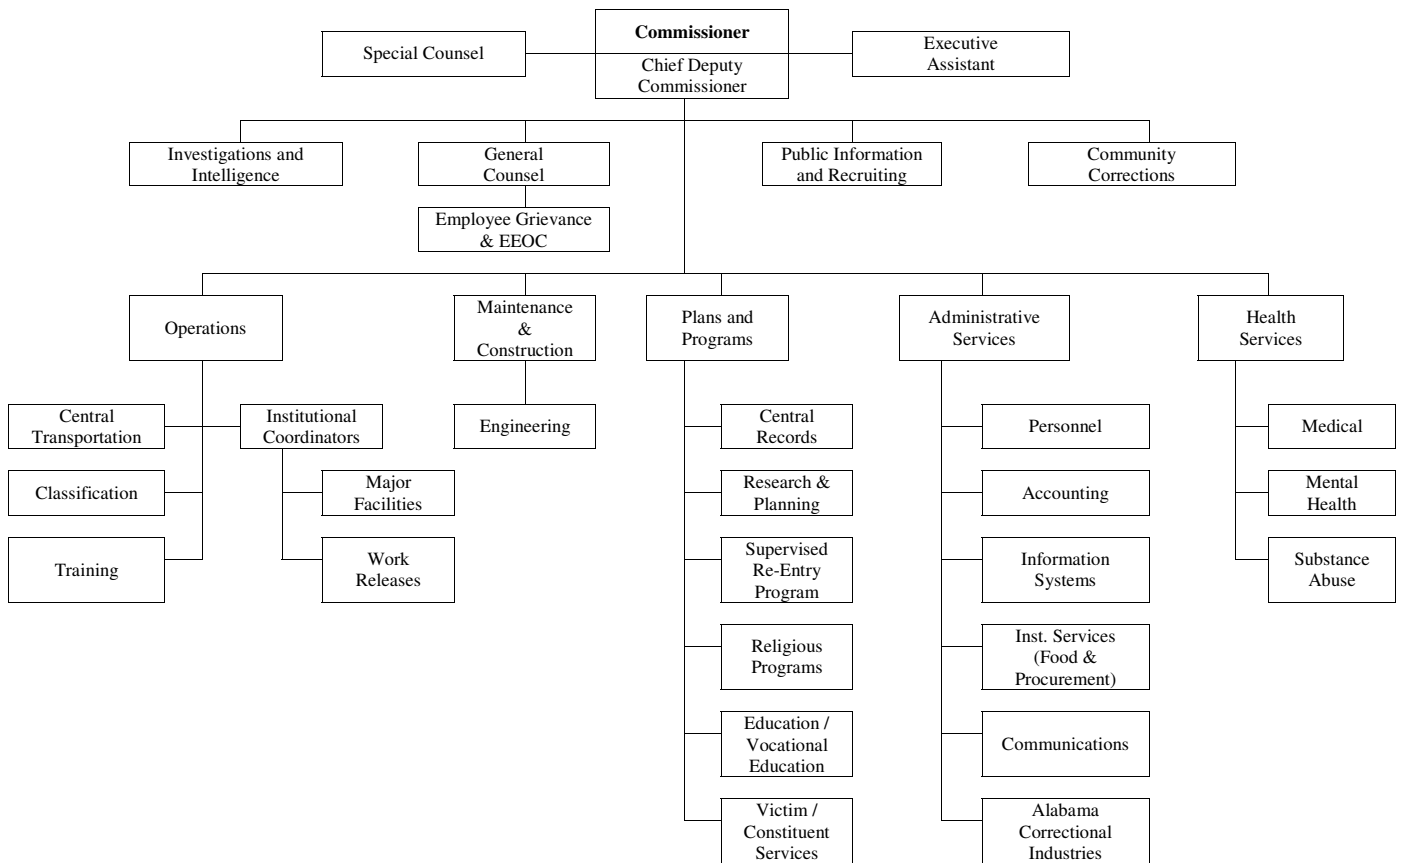 Commissioner
Special Counsel
Executive
Assistant
Chief Deputy
Commissioner
Investigations and
Intelligence
General
Counsel
Public Information
and Recruiting
Community
Corrections
Employee Grievance
& EEOC
Operations
Maintenance
&
Construction
Plans and
Programs
Administrative
Services
Health
Services
Central
Transportation
Institutional
Coordinators
Engineering
Central
Records
Personnel
Medical
Classification
Major
Facilities
Research &
Planning
Accounting
Mental
Health
Training
Work
Releases
Supervised
Re-Entry
Program
Information
Systems
Substance
Abuse
Religious
Programs
Inst. Services
(Food &
Procurement)
Education /
Vocational
Education
Communications
Victim /
Constituent
Services
Alabama
Correctional
Industries